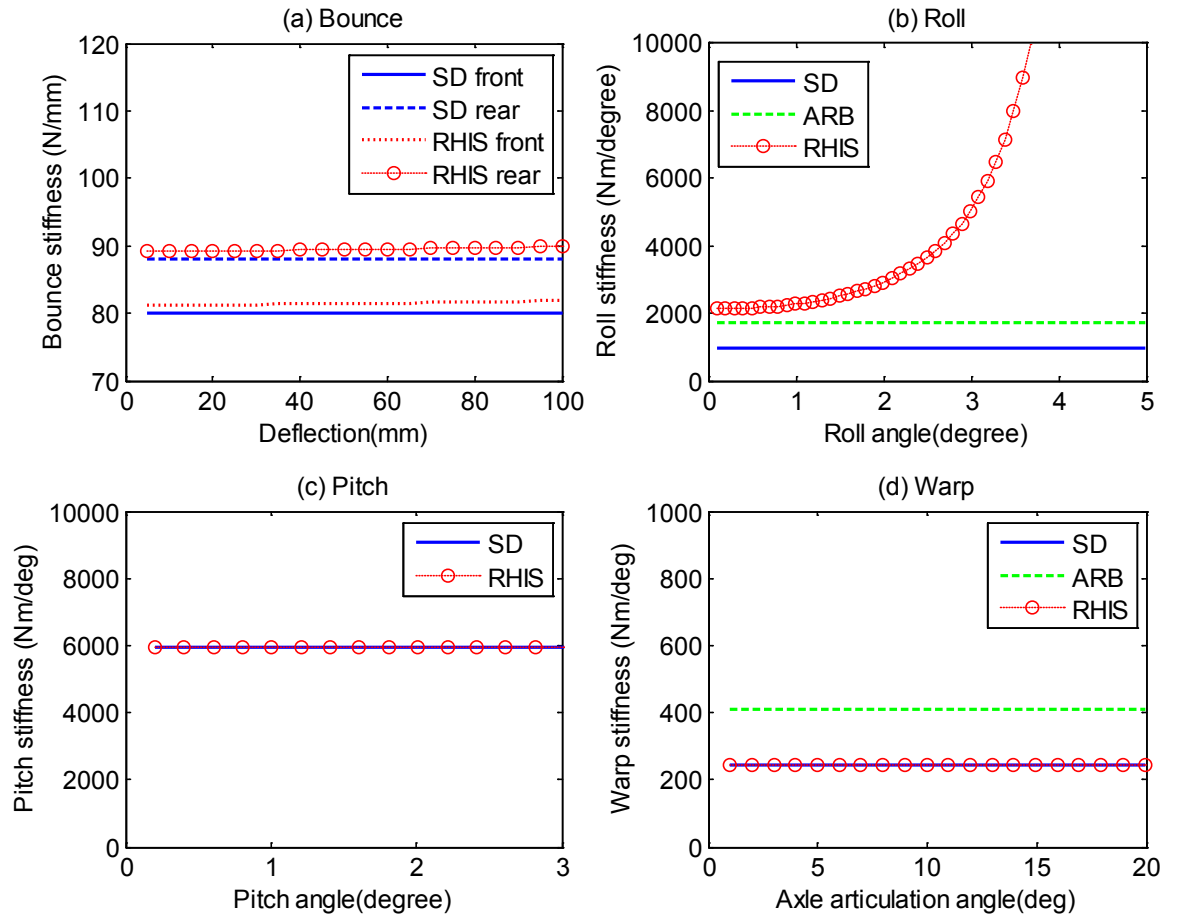 (a) Bounce
Bounce stiffness (N/mm)
120
110
100
90
80
70
0
20
40
60
80
100
Deflection(mm)
SD front
SD rear
RHIS front
RHIS rear
(b) Roll
Roll stiffness (Nm/degree)
10000
8000
6000
4000
2000
0
0
1
2
3
4
5
Roll angle(degree)
SD
ARB
RHIS
(c) Pitch
Pitch stiffness (Nm/deg)
10000
8000
6000
4000
2000
0
0
1
2
3
Pitch angle(degree)
SD
RHIS
(d) Warp
Warp stiffness (Nm/deg)
1000
800
600
400
200
0
0
5
10
15
20
Axle articulation angle(deg)
SD
ARB
RHIS